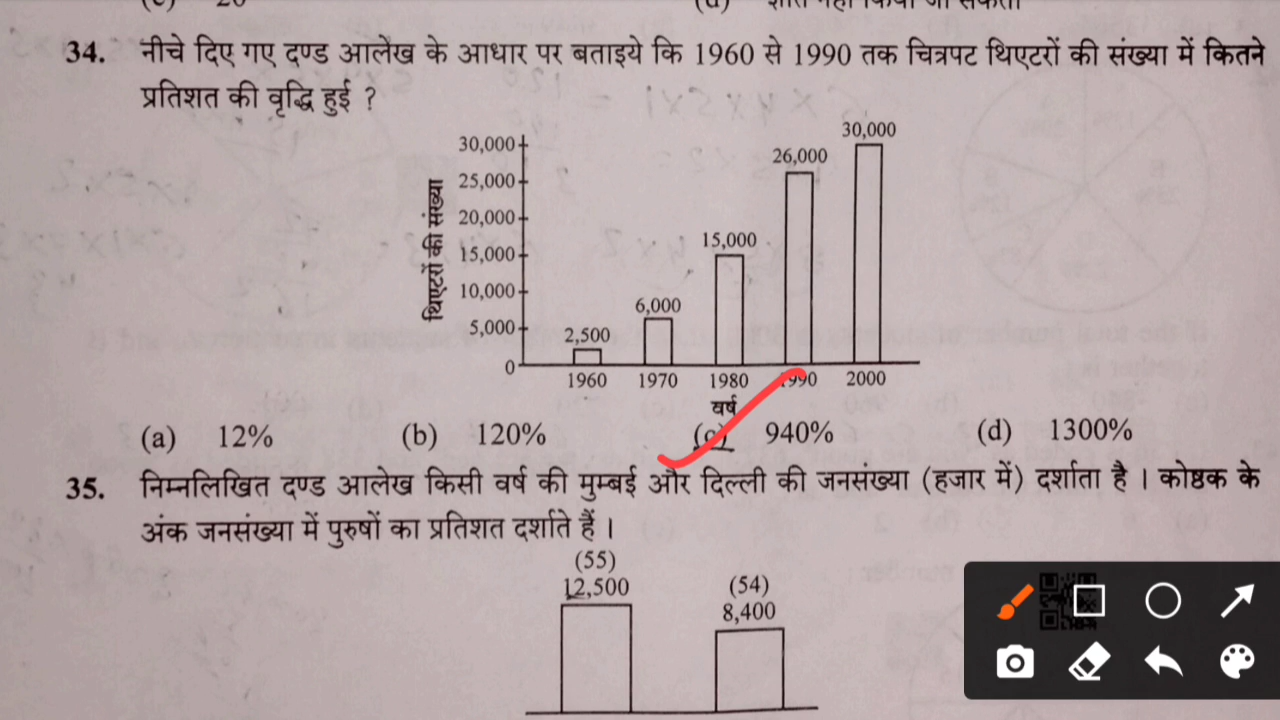 34. नीचे दिए गए दण्ड आलेख के आधार पर बताइये कि 1960 से 1990 तक चित्रपट थिएटरों की संख्या में कितने
प्रतिशत की वृद्धि हुई ?
थिएटरों की संख्या
30,000
25,000
20,000
15,000
10,000
5,000
0
2,500
6,000
15,000
26,000
30,000
1960 1970 1980 1990 2000
वर्ष
(a) 12% (b) 120% (c) 940% (d) 1300%
35. निम्नलिखित दण्ड आलेख किसी वर्ष की मुम्बई और दिल्ली की जनसंख्या (हजार में) दर्शाता है । कोष्ठक के
अंक जनसंख्या में पुरुषों का प्रतिशत दर्शाते हैं ।
(55)
12,500
(54)
8,400